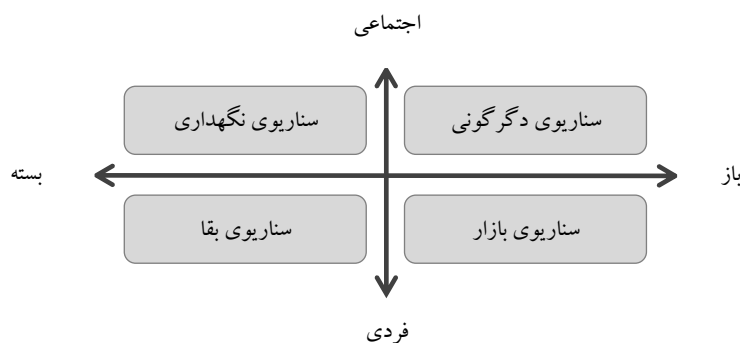 اجتماعی
سناریوی دگرگونی
سناریوی نگهداری
باز
بسته
سناریوی بازار
سناریوی بقا
فردی